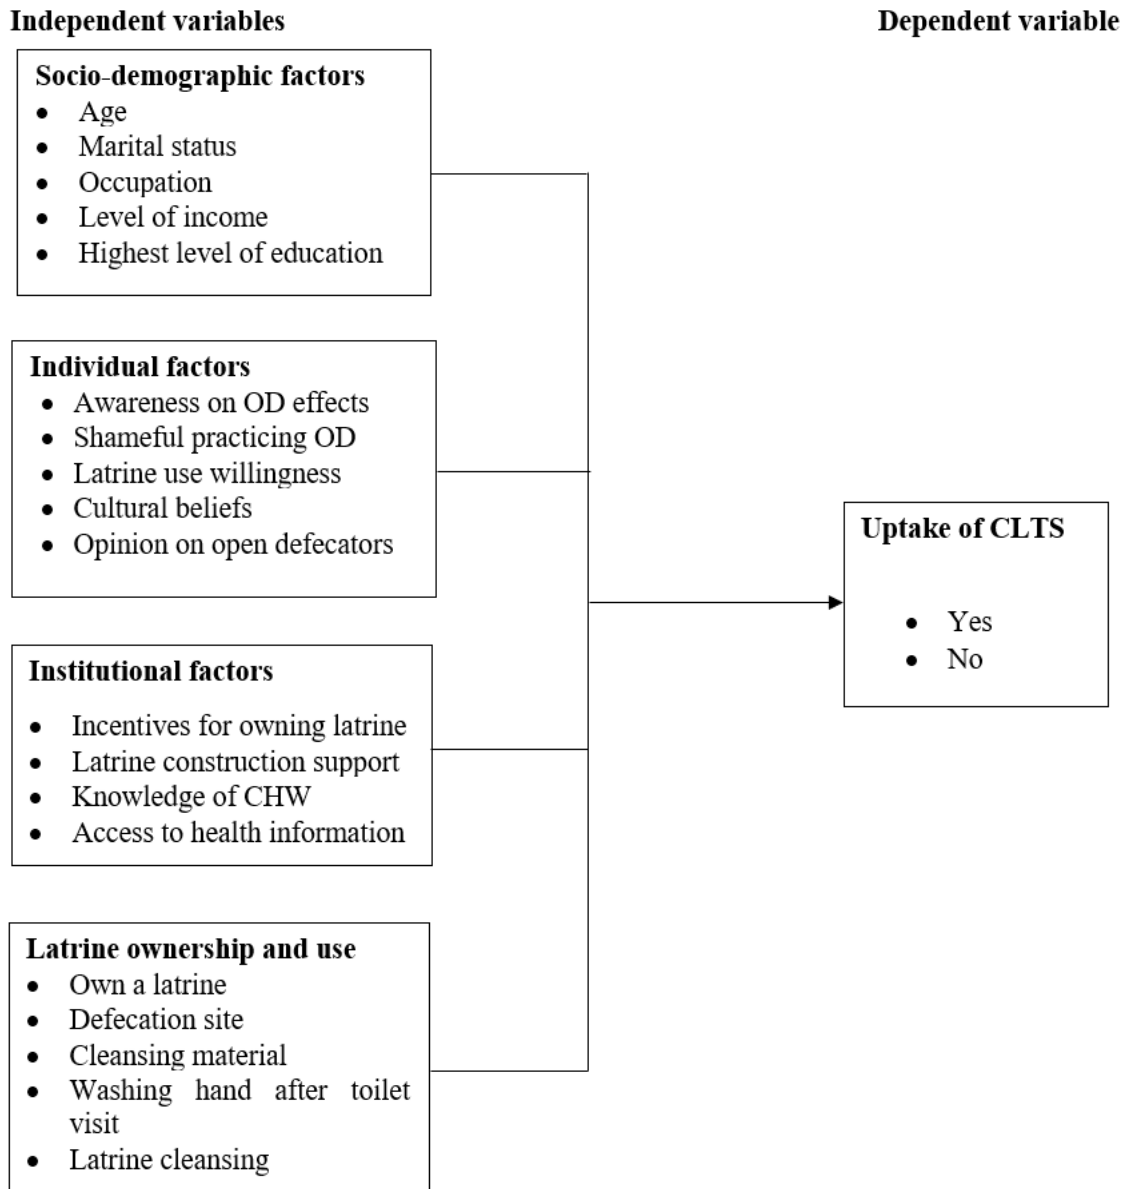 Independent variables
Dependent variable
Socio-demographic factors
• Age
• Marital status
• Occupation
• Level of income
• Highest level of education
Individual factors
• Awareness on OD effects
• Shameful practicing OD
• Latrine use willingness
• Cultural beliefs
• Opinion on open defecators
Uptake of CLTS
• Yes
• No
Institutional factors
• Incentives for owning latrine
• Latrine construction support
• Knowledge of CHW
• Access to health information
Latrine ownership and use
• Own a latrine
• Defecation site
• Cleansing material
• Washing hand after toilet
visit
• Latrine cleansing